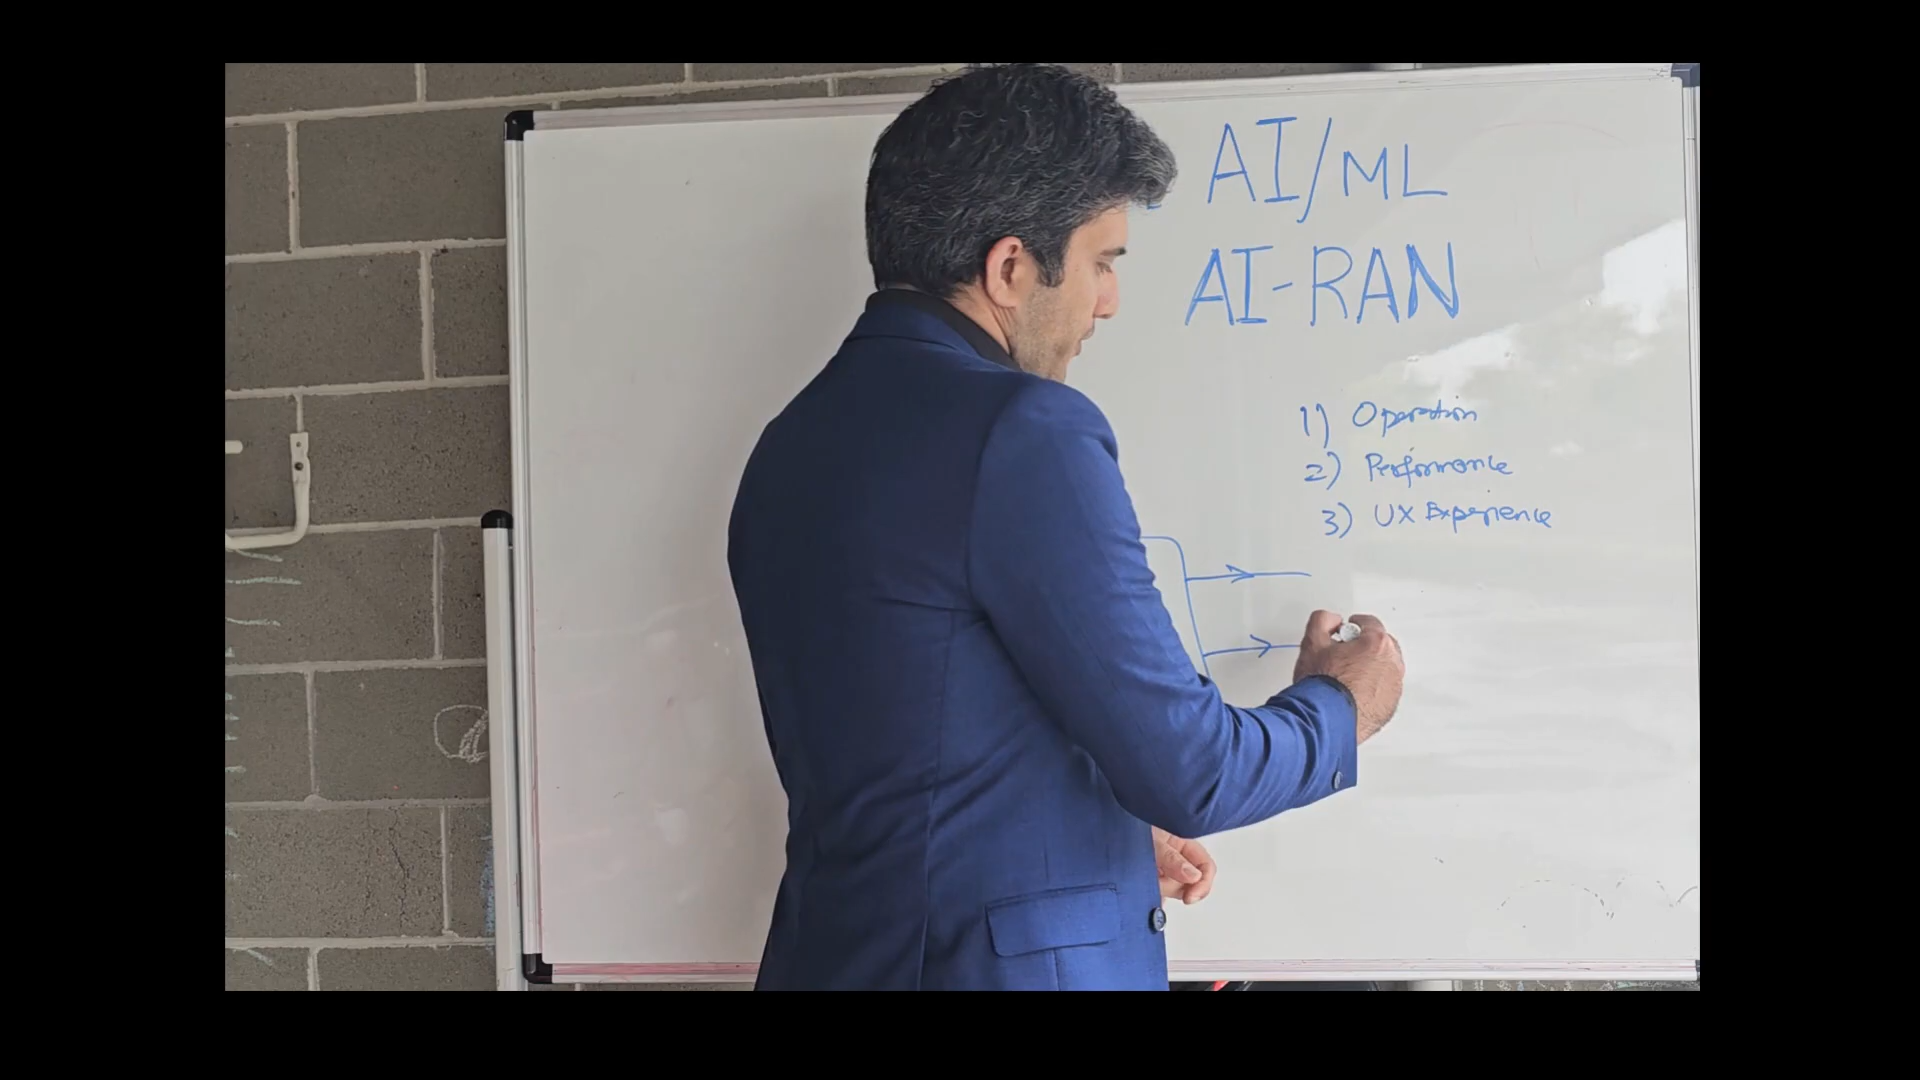 AI/ML
AI-RAN
1) Operation
2) Performance
3) UX Experience